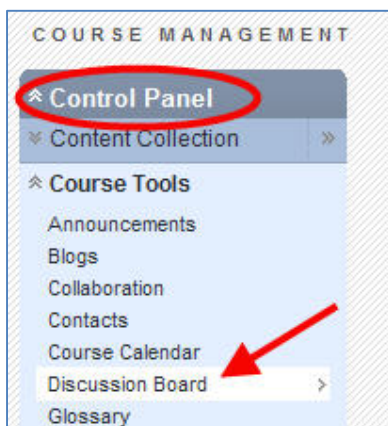 COURSE MANAGEMENT
Control Panel
Content Collection
Course Tools
Announcements
Blogs
Collaboration
Contacts
Course Calendar
Discussion Board
Glossary